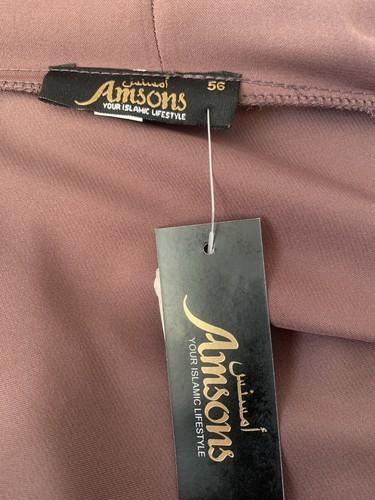 أمسنس
Amsons
56
YOUR ISLAMIC LIFESTYLE
أمسنس
Amsons
YOUR ISLAMIC LIFESTYLE